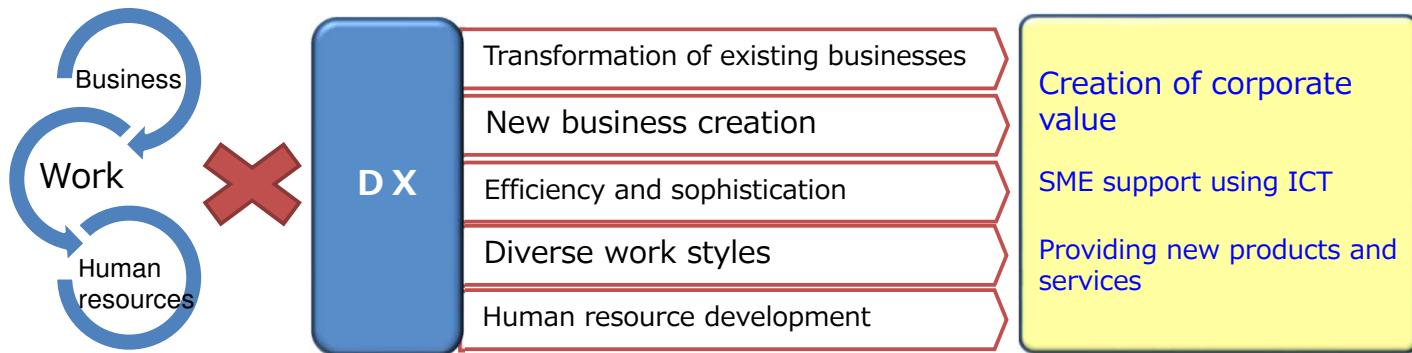 Business
Work
Human
resources
DX
Transformation of existing businesses
New business creation
Efficiency and sophistication
Diverse work styles
Human resource development
Creation of corporate
value
SME support using ICT
Providing new products and
services